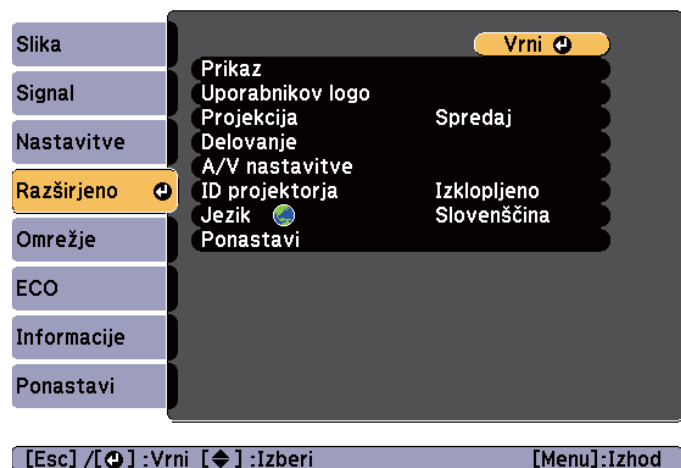 Slika
Signal
Nastavitve
Razširjeno
Omrežje
ECO
Informacije
Ponastavi
Vrni
Prikaz
Uporabnikov logo
Projekcija Spredaj
Delovanje
A/V nastavitve
ID projektorja Izklopljeno
Jezik Slovenščina
Ponastavi
[Esc] /[ ] :Vrni [ ] :Izberi [Menu]:Izhod